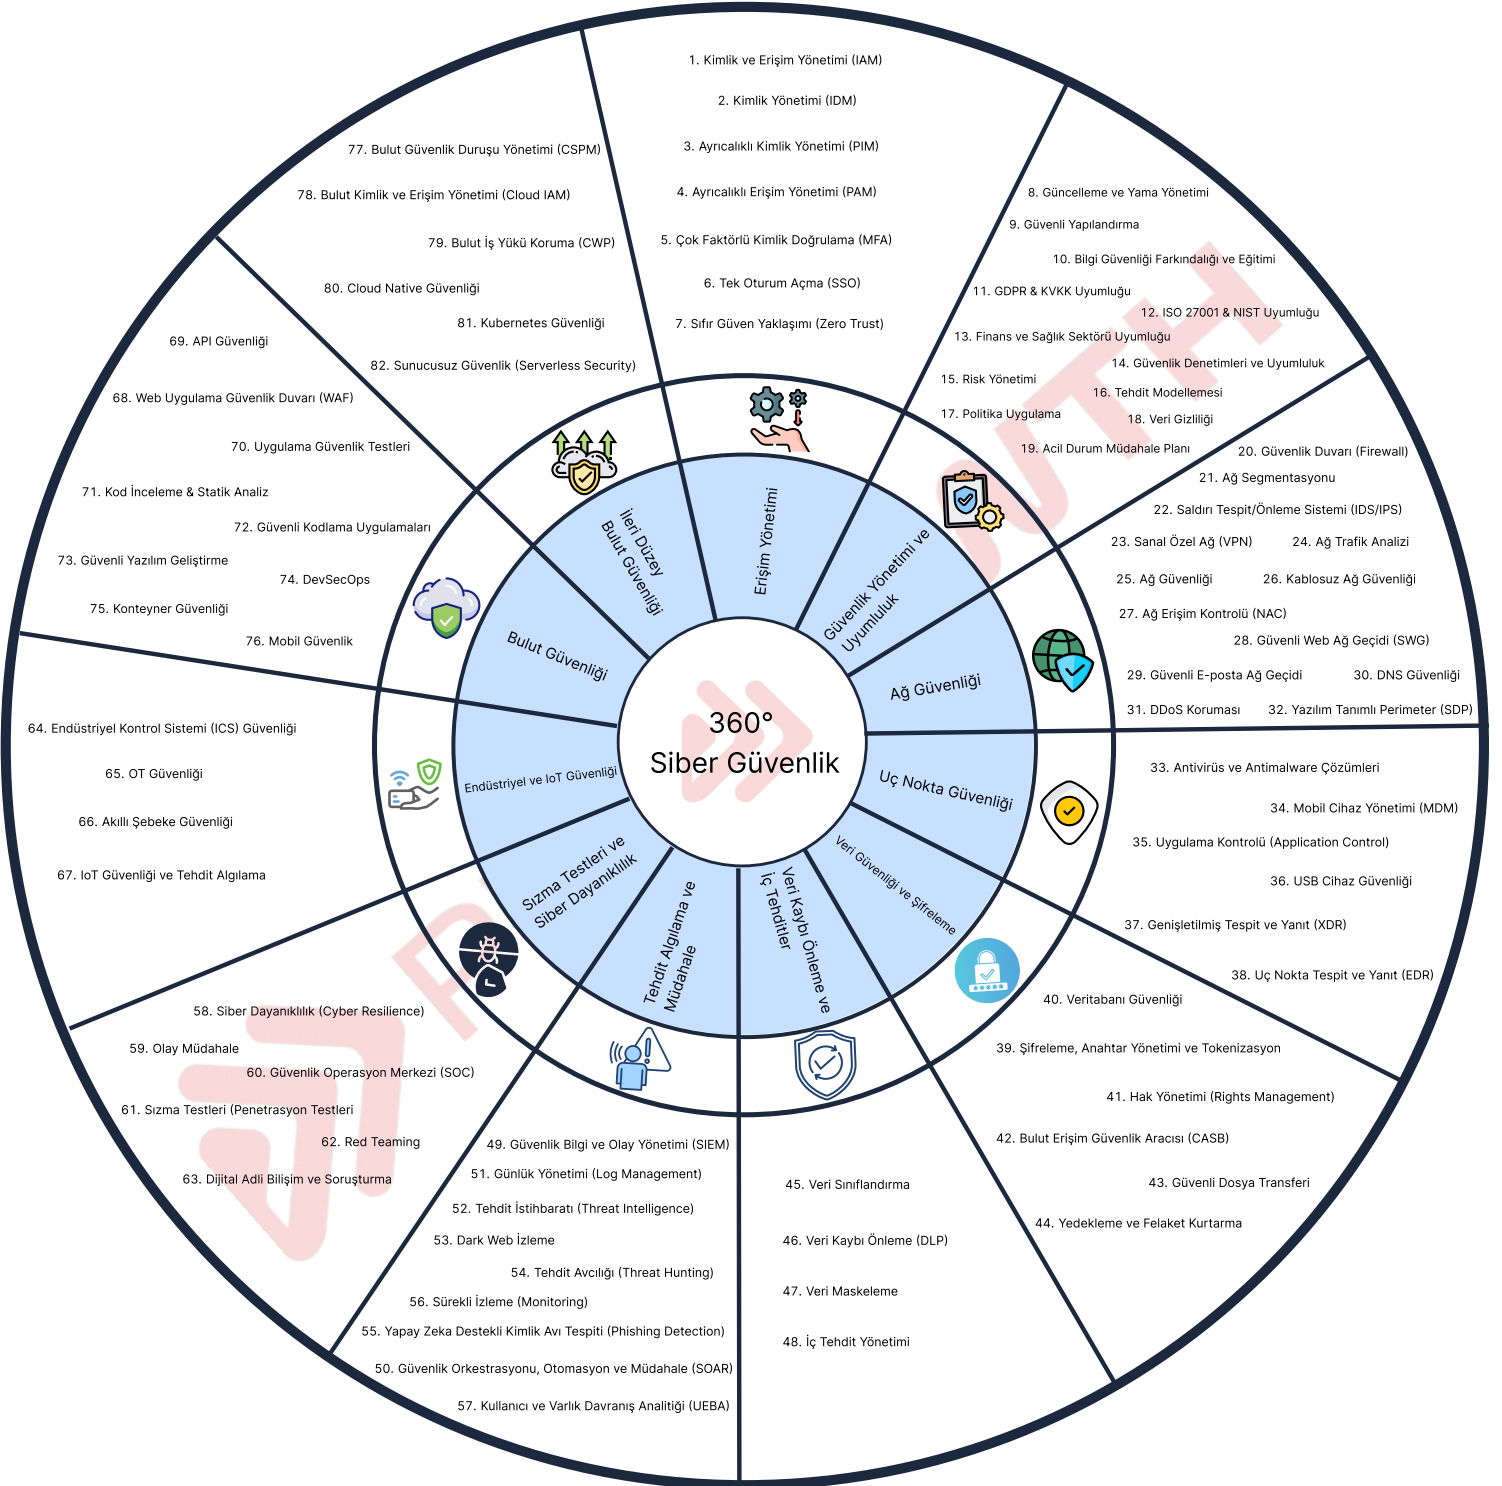 360°
Siber Güvenlik
Erişim Yönetimi
1. Kimlik ve Erişim Yönetimi (IAM)
2. Kimlik Yönetimi (IDM)
3. Ayrıcalıklı Kimlik Yönetimi (PIM)
4. Ayrıcalıklı Erişim Yönetimi (PAM)
5. Çok Faktörlü Kimlik Doğrulama (MFA)
6. Tek Oturum Açma (SSO)
7. Sıfır Güven Yaklaşımı (Zero Trust)
Güvenlik Yönetimi ve
Uyumluluk
8. Güncelleme ve Yama Yönetimi
9. Güvenli Yapılandırma
10. Bilgi Güvenliği Farkındalığı ve Eğitimi
11. GDPR & KVKK Uyumluğu
12. ISO 27001 & NIST Uyumluğu
13. Finans ve Sağlık Sektörü Uyumluğu
14. Güvenlik Denetimleri ve Uyumluluk
15. Risk Yönetimi
16. Tehdit Modellemesi
17. Politika Uygulama
18. Veri Gizliliği
19. Acil Durum Müdahale Planı
Ağ Güvenliği
20. Güvenlik Duvarı (Firewall)
21. Ağ Segmentasyonu
22. Saldırı Tespit/Önleme Sistemi (IDS/IPS)
23. Sanal Özel Ağ (VPN)
24. Ağ Trafik Analizi
25. Ağ Güvenliği
26. Kablosuz Ağ Güvenliği
27. Ağ Erişim Kontrolü (NAC)
28. Güvenli Web Ağ Geçidi (SWG)
29. Güvenli E-posta Ağ Geçidi
30. DNS Güvenliği
31. DDoS Koruması
32. Yazılım Tanımlı Perimeter (SDP)
Uç Nokta Güvenliği
33. Antivirüs ve Antimalware Çözümleri
34. Mobil Cihaz Yönetimi (MDM)
35. Uygulama Kontrolü (Application Control)
36. USB Cihaz Güvenliği
37. Genişletilmiş Tespit ve Yanıt (XDR)
38. Uç Nokta Tespit ve Yanıt (EDR)
Veri Güvenliği ve Şifreleme
40. Veritabanı Güvenliği
39. Şifreleme, Anahtar Yönetimi ve Tokenizasyon
41. Hak Yönetimi (Rights Management)
42. Bulut Erişim Güvenlik Aracısı (CASB)
43. Güvenli Dosya Transferi
44. Yedekleme ve Felaket Kurtarma
Veri Kaybı Önleme ve
İç Tehditler
45. Veri Sınıflandırma
46. Veri Kaybı Önleme (DLP)
47. Veri Maskeleme
48. İç Tehdit Yönetimi
Tehdit Algılama ve
Müdahale
49. Güvenlik Bilgi ve Olay Yönetimi (SIEM)
51. Günlük Yönetimi (Log Management)
52. Tehdit İstihbaratı (Threat Intelligence)
53. Dark Web İzleme
54. Tehdit Avcılığı (Threat Hunting)
56. Sürekli İzleme (Monitoring)
55. Yapay Zeka Destekli Kimlik Avı Tespiti (Phishing Detection)
50. Güvenlik Orkestrasyonu, Otomasyon ve Müdahale (SOAR)
57. Kullanıcı ve Varlık Davranış Analitiği (UEBA)
Sızma Testleri ve
Siber Dayanıklılık
58. Siber Dayanıklılık (Cyber Resilience)
59. Olay Müdahale
60. Güvenlik Operasyon Merkezi (SOC)
61. Sızma Testleri (Penetrasyon Testleri
62. Red Teaming
63. Dijital Adli Bilişim ve Soruşturma
Endüstriyel ve IoT Güvenliği
64. Endüstriyel Kontrol Sistemi (ICS) Güvenliği
65. OT Güvenliği
66. Akıllı Şebeke Güvenliği
67. IoT Güvenliği ve Tehdit Algılama
Bulut Güvenliği
69. API Güvenliği
68. Web Uygulama Güvenlik Duvarı (WAF)
70. Uygulama Güvenlik Testleri
71. Kod İnceleme & Statik Analiz
72. Güvenli Kodlama Uygulamaları
73. Güvenli Yazılım Geliştirme
74. DevSecOps
75. Konteyner Güvenliği
76. Mobil Güvenlik
İleri Düzey
Bulut Güvenliği
77. Bulut Güvenlik Duruşu Yönetimi (CSPM)
78. Bulut Kimlik ve Erişim Yönetimi (Cloud IAM)
79. Bulut İş Yükü Koruma (CWP)
80. Cloud Native Güvenliği
81. Kubernetes Güvenliği
82. Sunucusuz Güvenlik (Serverless Security)